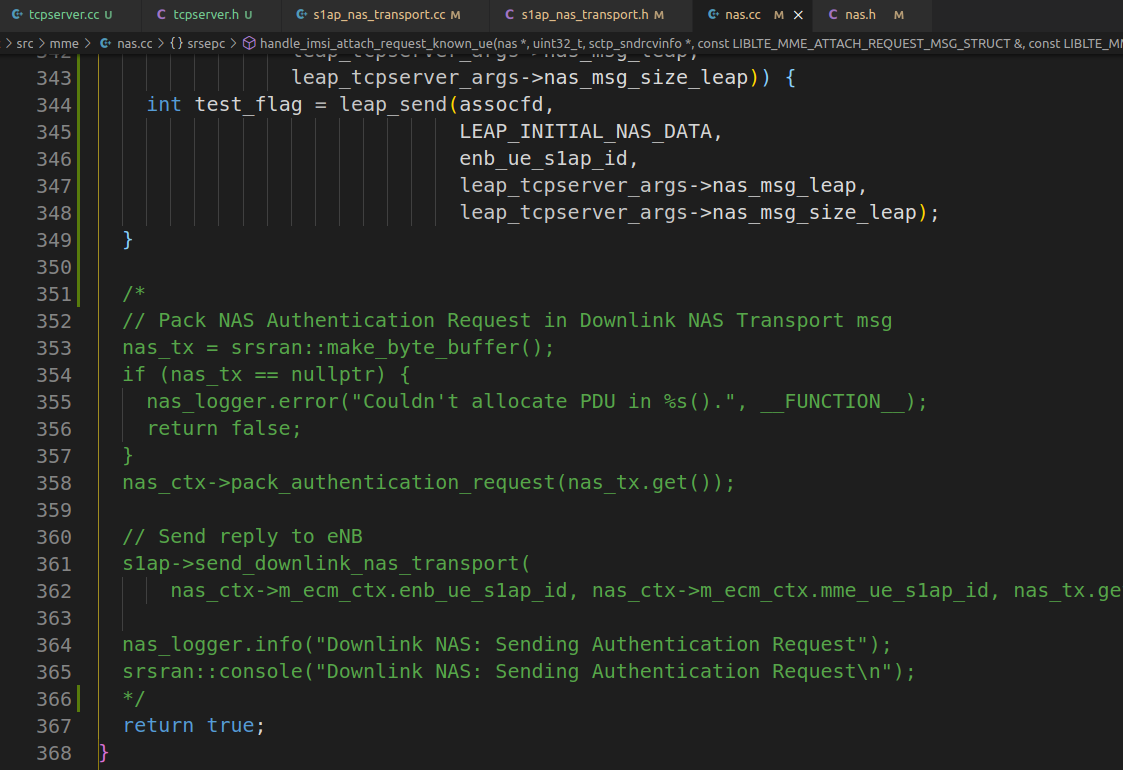 tcpserver.cc U tcpserver.h U s1ap_nas_transport.cc M s1ap_nas_transport.h M nas.cc M nas.h M
src > mme > nas.cc > {} srsepc > handle_imsi_attach_request_known_ue(nas *, uint32_t, sctp_sndrcvinfo *, const LIBLTE_MME_ATTACH_REQUEST_MSG_STRUCT &, const LIBLTE_MM
342 leap_tcpserver_args->nas_msg_leap,
343 leap_tcpserver_args->nas_msg_size_leap)) {
344 int test_flag = leap_send(assocfd,
345 LEAP_INITIAL_NAS_DATA,
346 enb_ue_s1ap_id,
347 leap_tcpserver_args->nas_msg_leap,
348 leap_tcpserver_args->nas_msg_size_leap);
349 }
350
351 /*
352 // Pack NAS Authentication Request in Downlink NAS Transport msg
353 nas_tx = srsran::make_byte_buffer();
354 if (nas_tx == nullptr) {
355 nas_logger.error("Couldn't allocate PDU in %s().", __FUNCTION__);
356 return false;
357 }
358 nas_ctx->pack_authentication_request(nas_tx.get());
359
360 // Send reply to eNB
361 s1ap->send_downlink_nas_transport(
362 nas_ctx->m_ecm_ctx.enb_ue_s1ap_id, nas_ctx->m_ecm_ctx.mme_ue_s1ap_id, nas_tx.ge
363
364 nas_logger.info("Downlink NAS: Sending Authentication Request");
365 srsran::console("Downlink NAS: Sending Authentication Request\n");
366 */
367 return true;
368 }